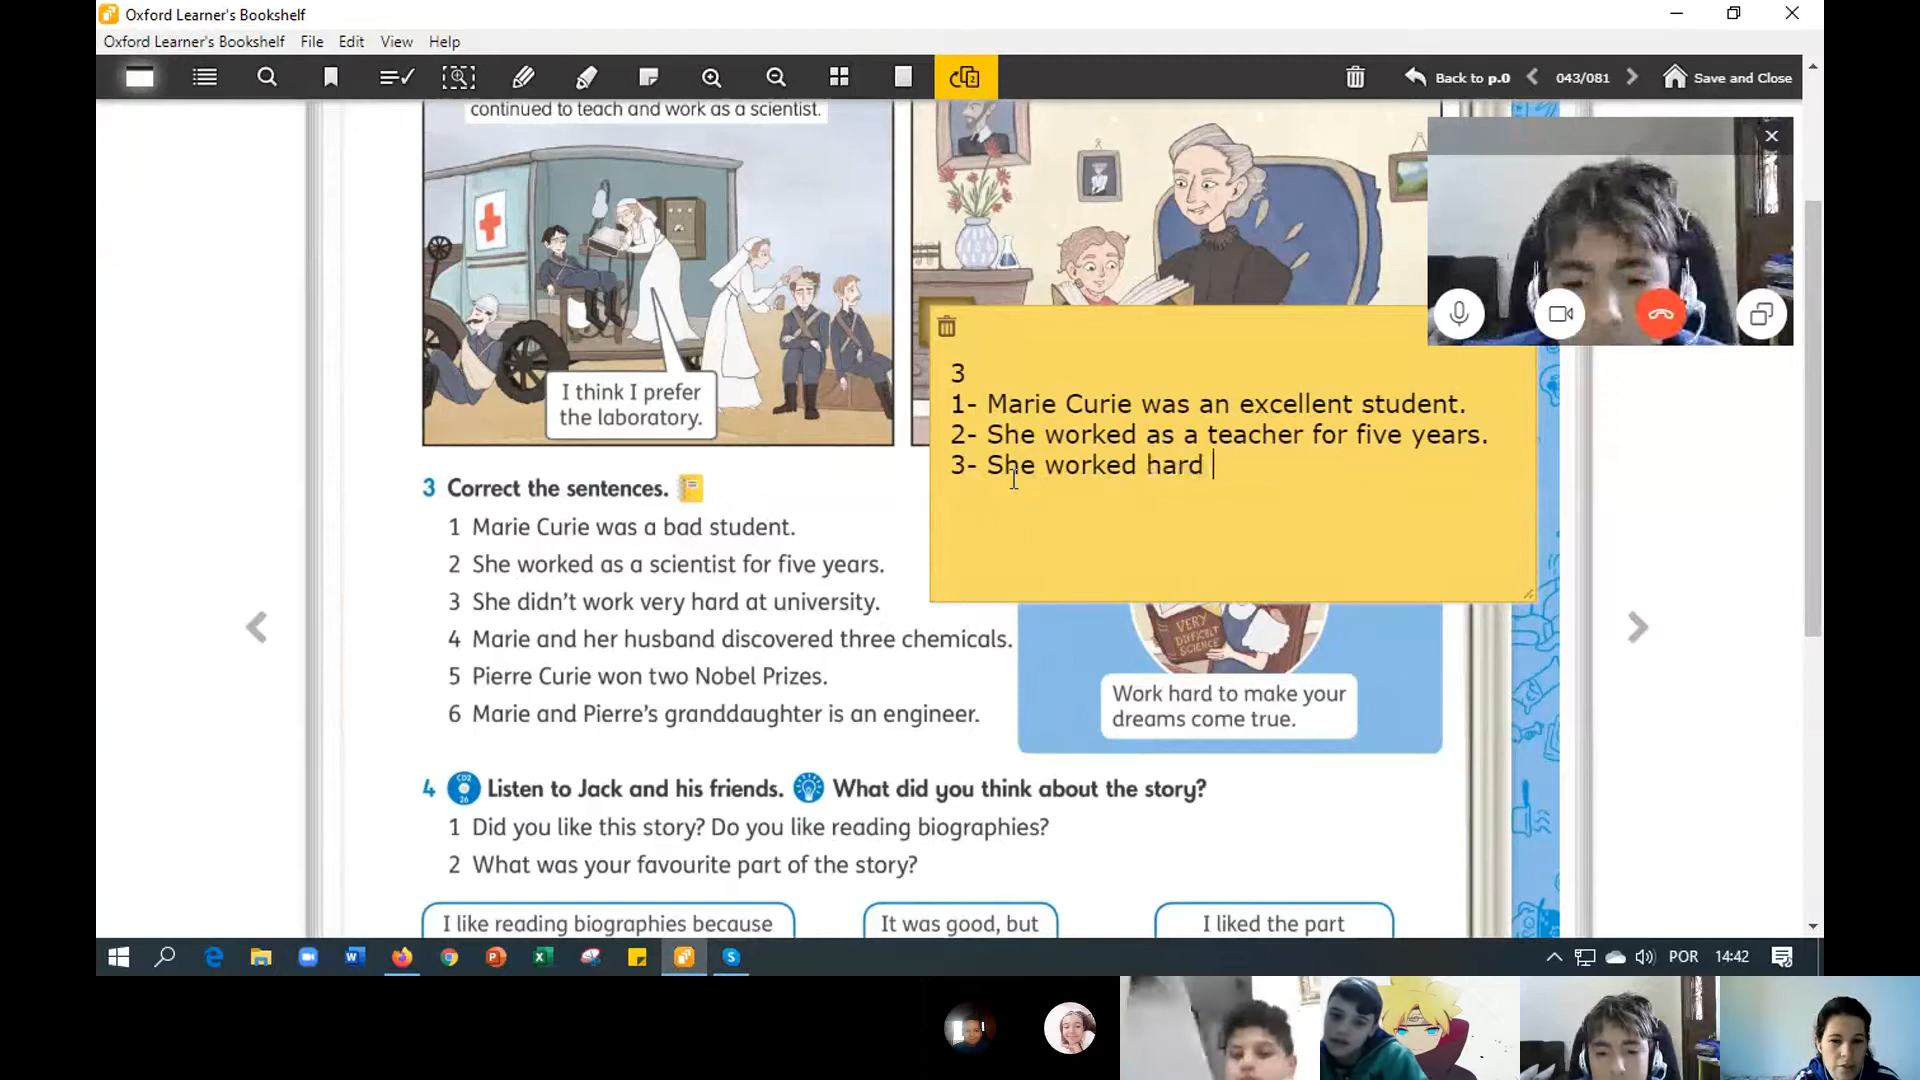 Oxford Learner's Bookshelf
Oxford Learner's Bookshelf File Edit View Help
Back to p.0 043/081 Save and Close
continued to teach and work as a scientist.
I think I prefer
the laboratory.
3
1- Marie Curie was an excellent student.
2- She worked as a teacher for five years.
3- She worked hard
3 Correct the sentences.
1 Marie Curie was a bad student.
2 She worked as a scientist for five years.
3 She didn't work very hard at university.
4 Marie and her husband discovered three chemicals.
5 Pierre Curie won two Nobel Prizes.
6 Marie and Pierre's granddaughter is an engineer.
VERY
DIFFICULT
SCIENCE
Work hard to make your
dreams come true.
4 CD2 26 Listen to Jack and his friends. What did you think about the story?
1 Did you like this story? Do you like reading biographies?
2 What was your favourite part of the story?
I like reading biographies because
It was good, but
I liked the part
POR 14:42